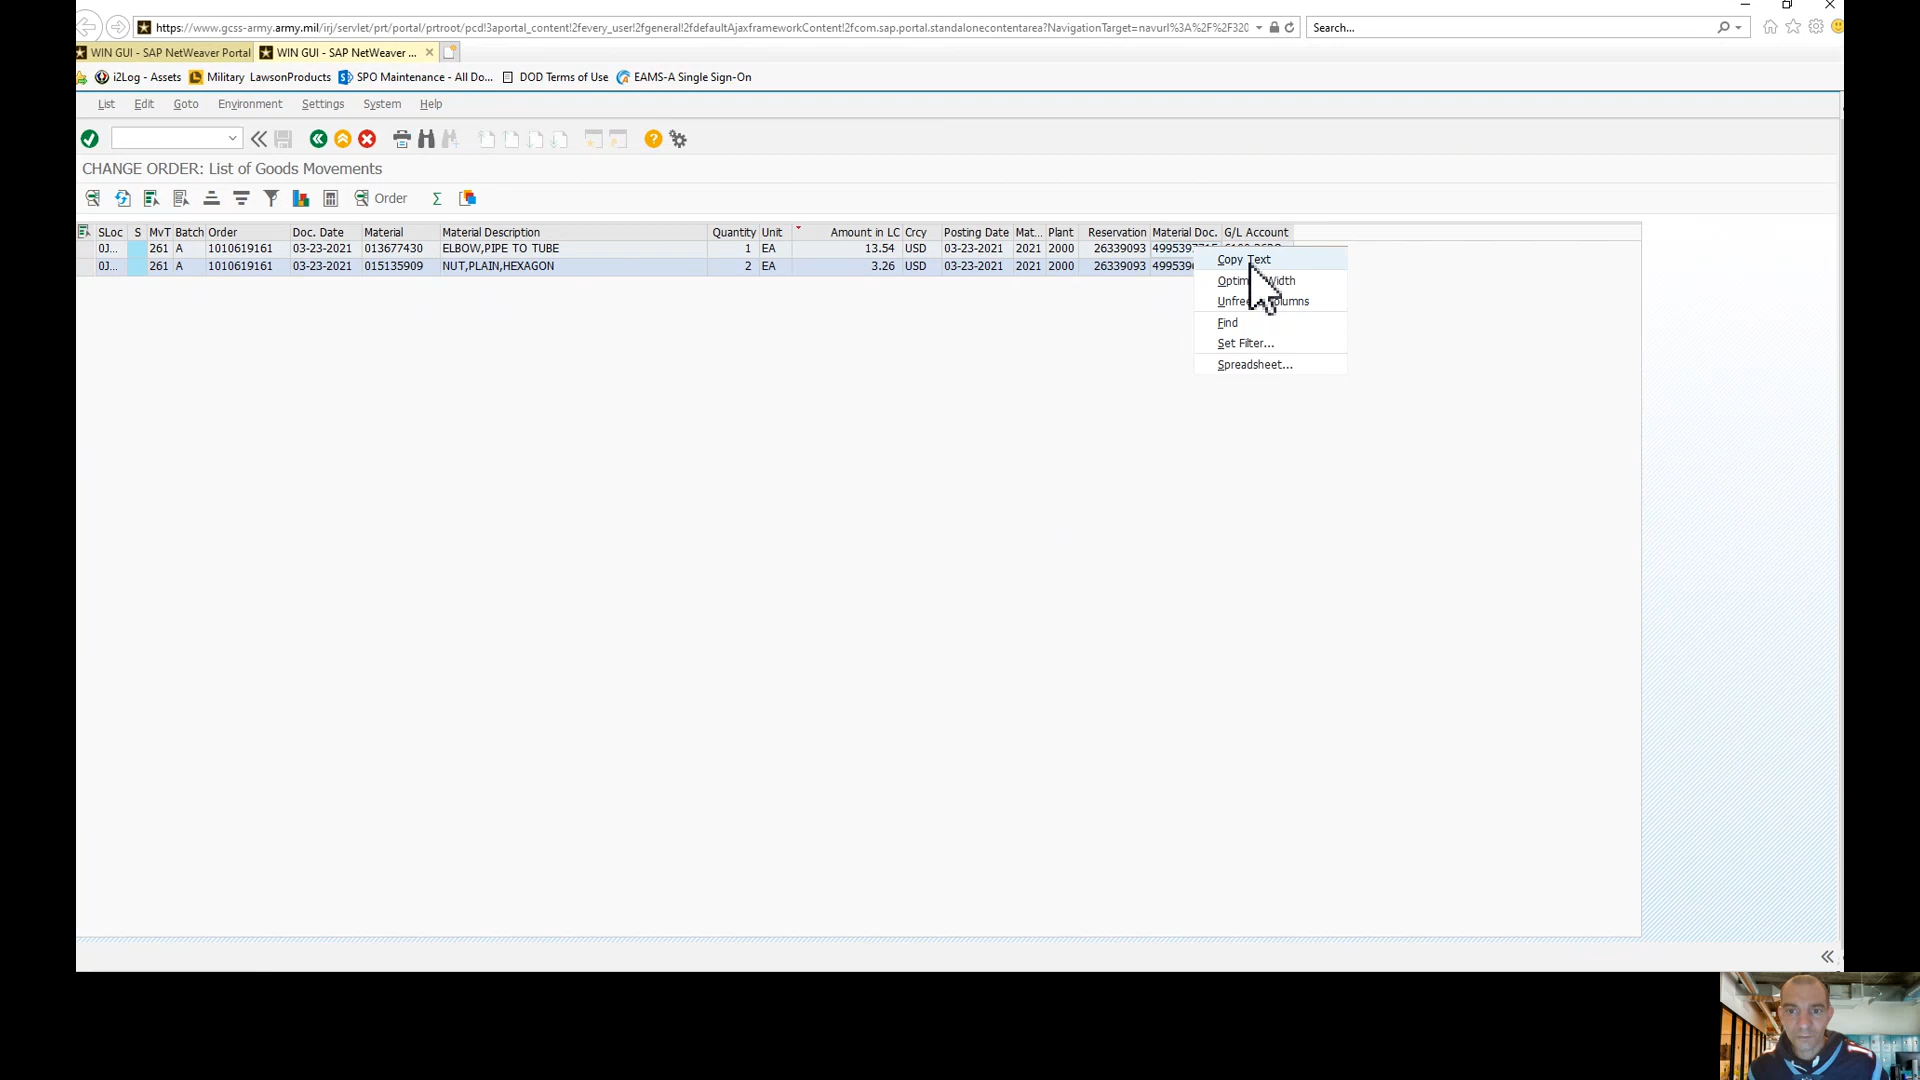 https://www.gcss-army.army.mil/irj/servlet/prt/portal/prtroot/pcd!3aportal_content!2fevery_user!2fgeneral!2fdefaultAjaxframeworkContent!2fcom.sap.portal.standalonecontentarea?NavigationTarget=navurl%3A%2F%2F320 Search...
WIN GUI - SAP NetWeaver Portal WIN GUI - SAP NetWeaver ...
i2Log - Assets Military LawsonProducts SPO Maintenance - All Do... DOD Terms of Use EAMS-A Single Sign-On
List Edit Goto Environment Settings System Help
CHANGE ORDER: List of Goods Movements
Order
SLoc S MvT Batch Order Doc. Date Material Material Description Quantity Unit Amount in LC Crcy Posting Date Mat... Plant Reservation Material Doc. G/L Account
0J... 261 A 1010619161 03-23-2021 013677430 ELBOW,PIPE TO TUBE 1 EA 13.54 USD 03-23-2021 2021 2000 26339093
0J... 261 A 1010619161 03-23-2021 015135909 NUT,PLAIN,HEXAGON 2 EA 3.26 USD 03-23-2021 2021 2000 26339093
Copy Text
Width
Find
Set Filter...
Spreadsheet...